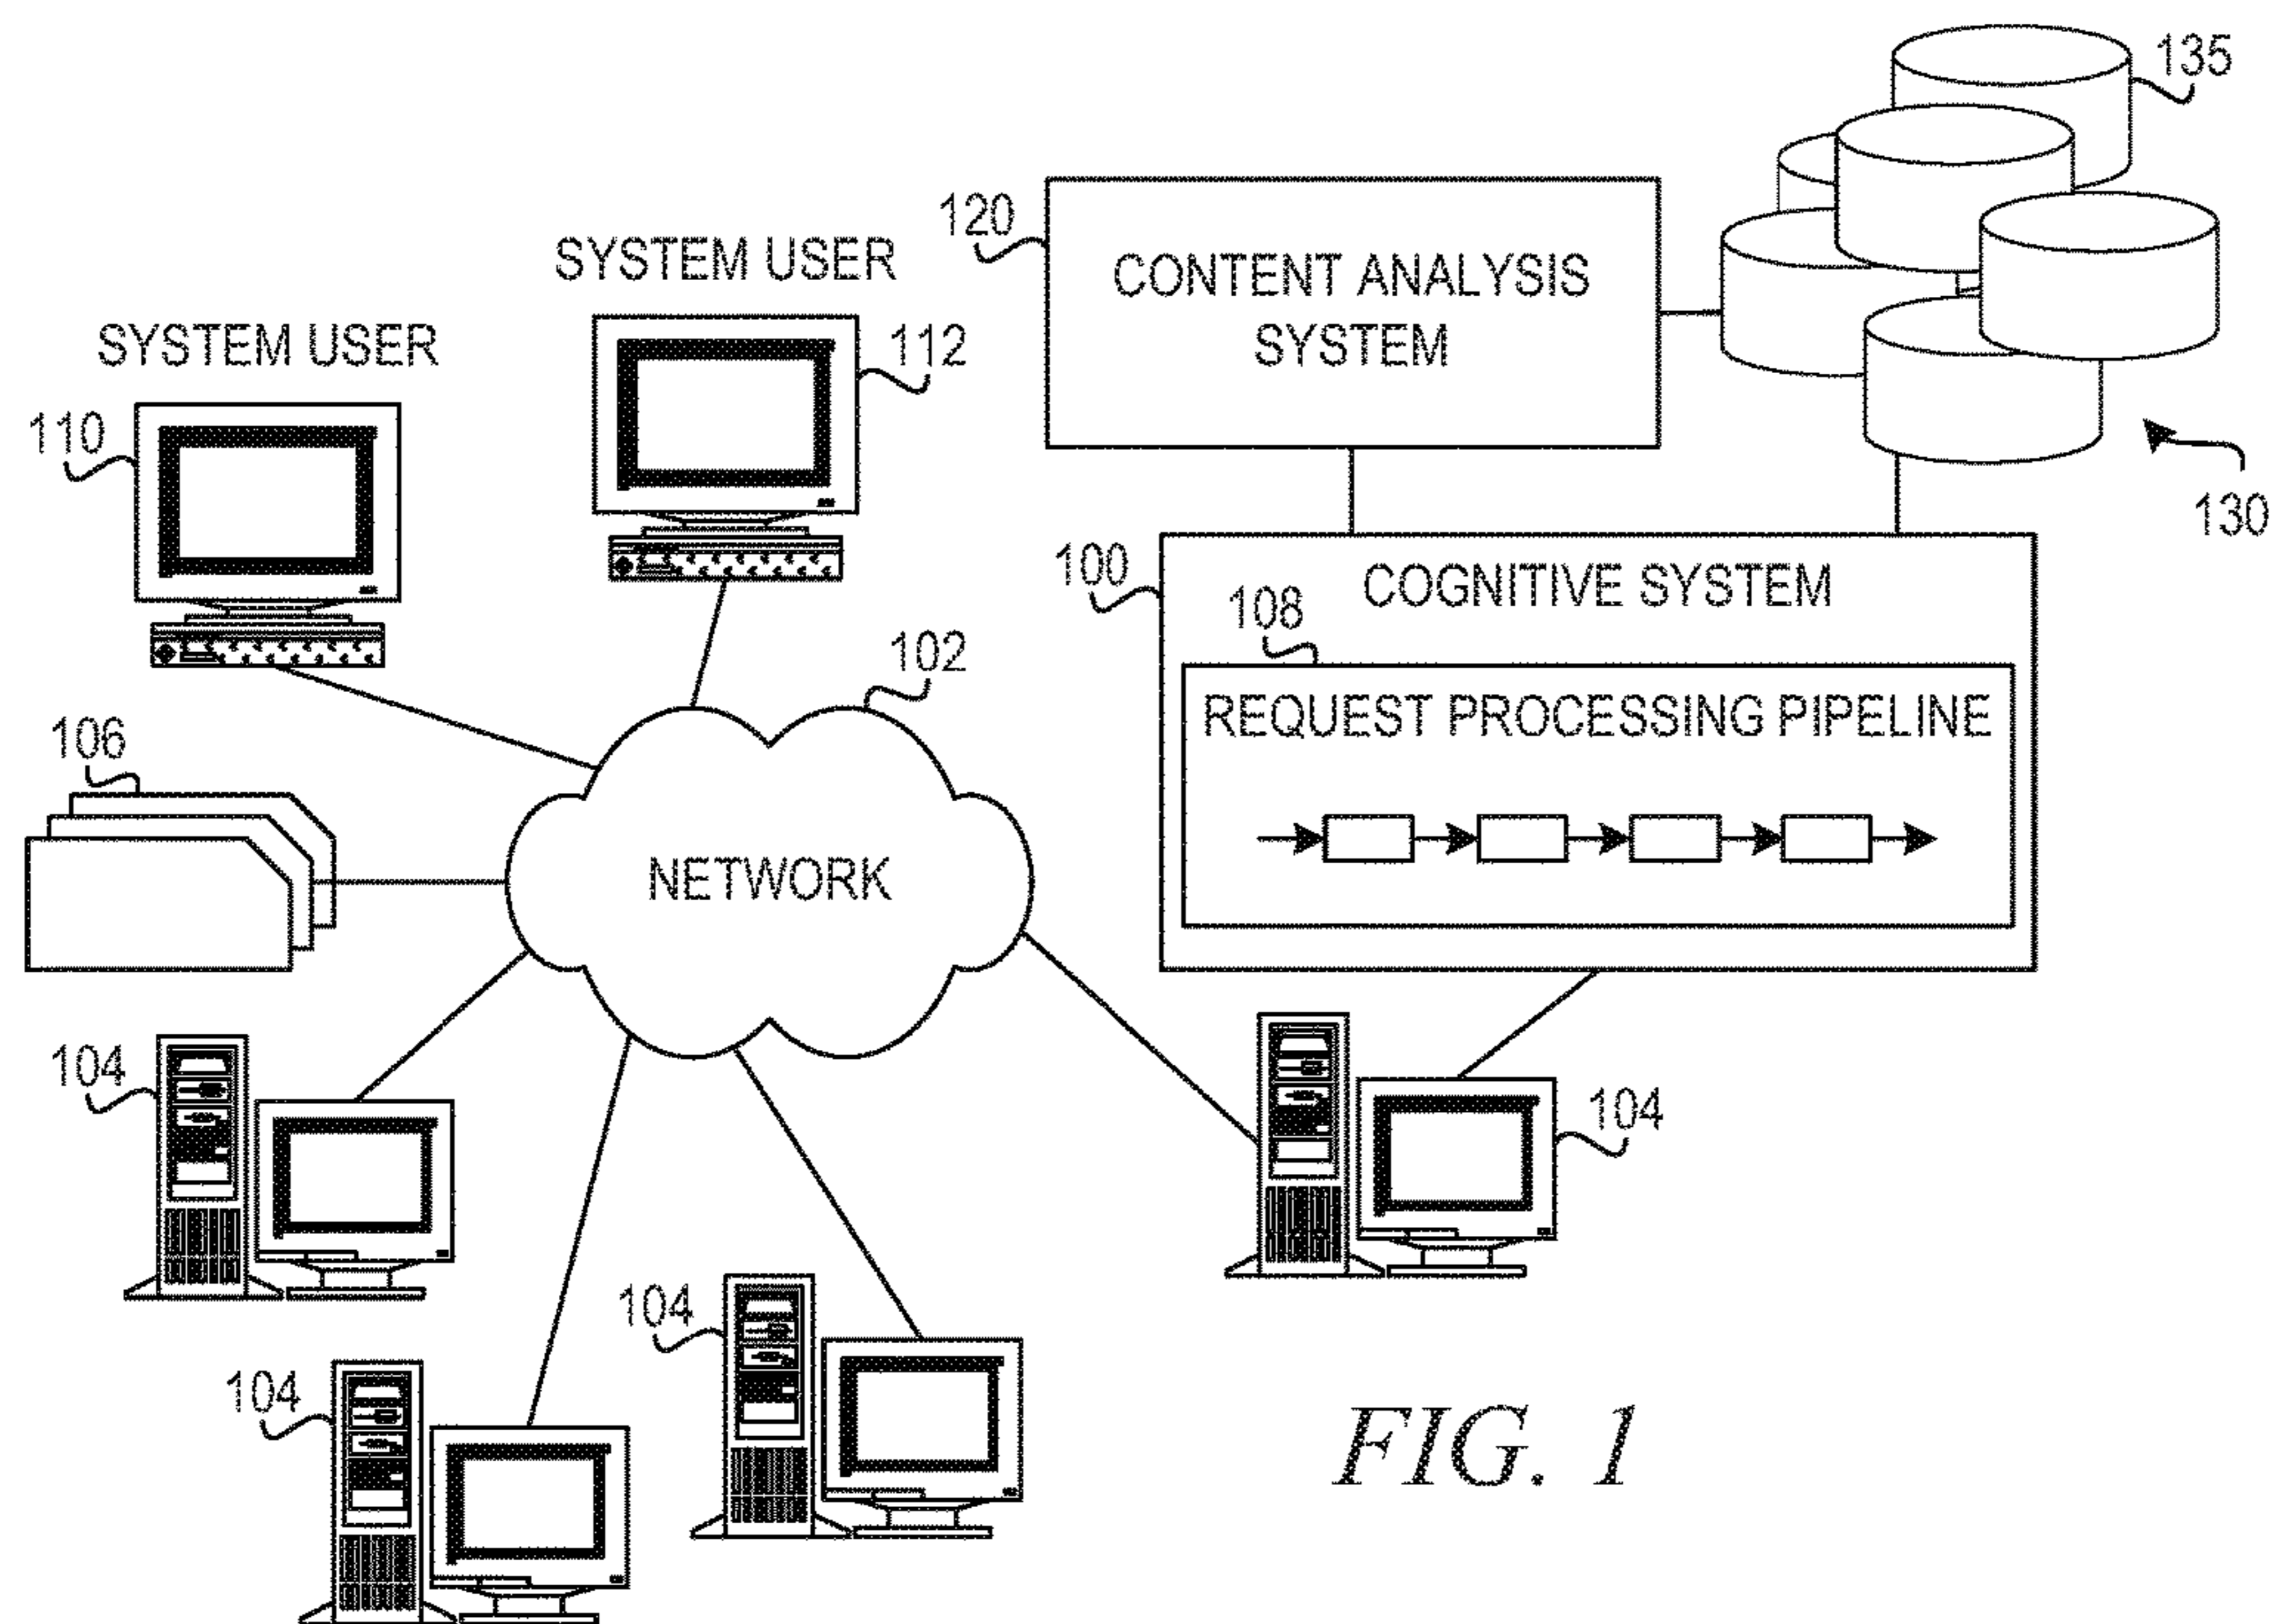 135
120
CONTENT ANALYSIS
SYSTEM
SYSTEM USER
SYSTEM USER
112
110
130
100
COGNITIVE SYSTEM
108
102
REQUEST PROCESSING PIPELINE
106
NETWORK
104
104
104
104
FIG. 1